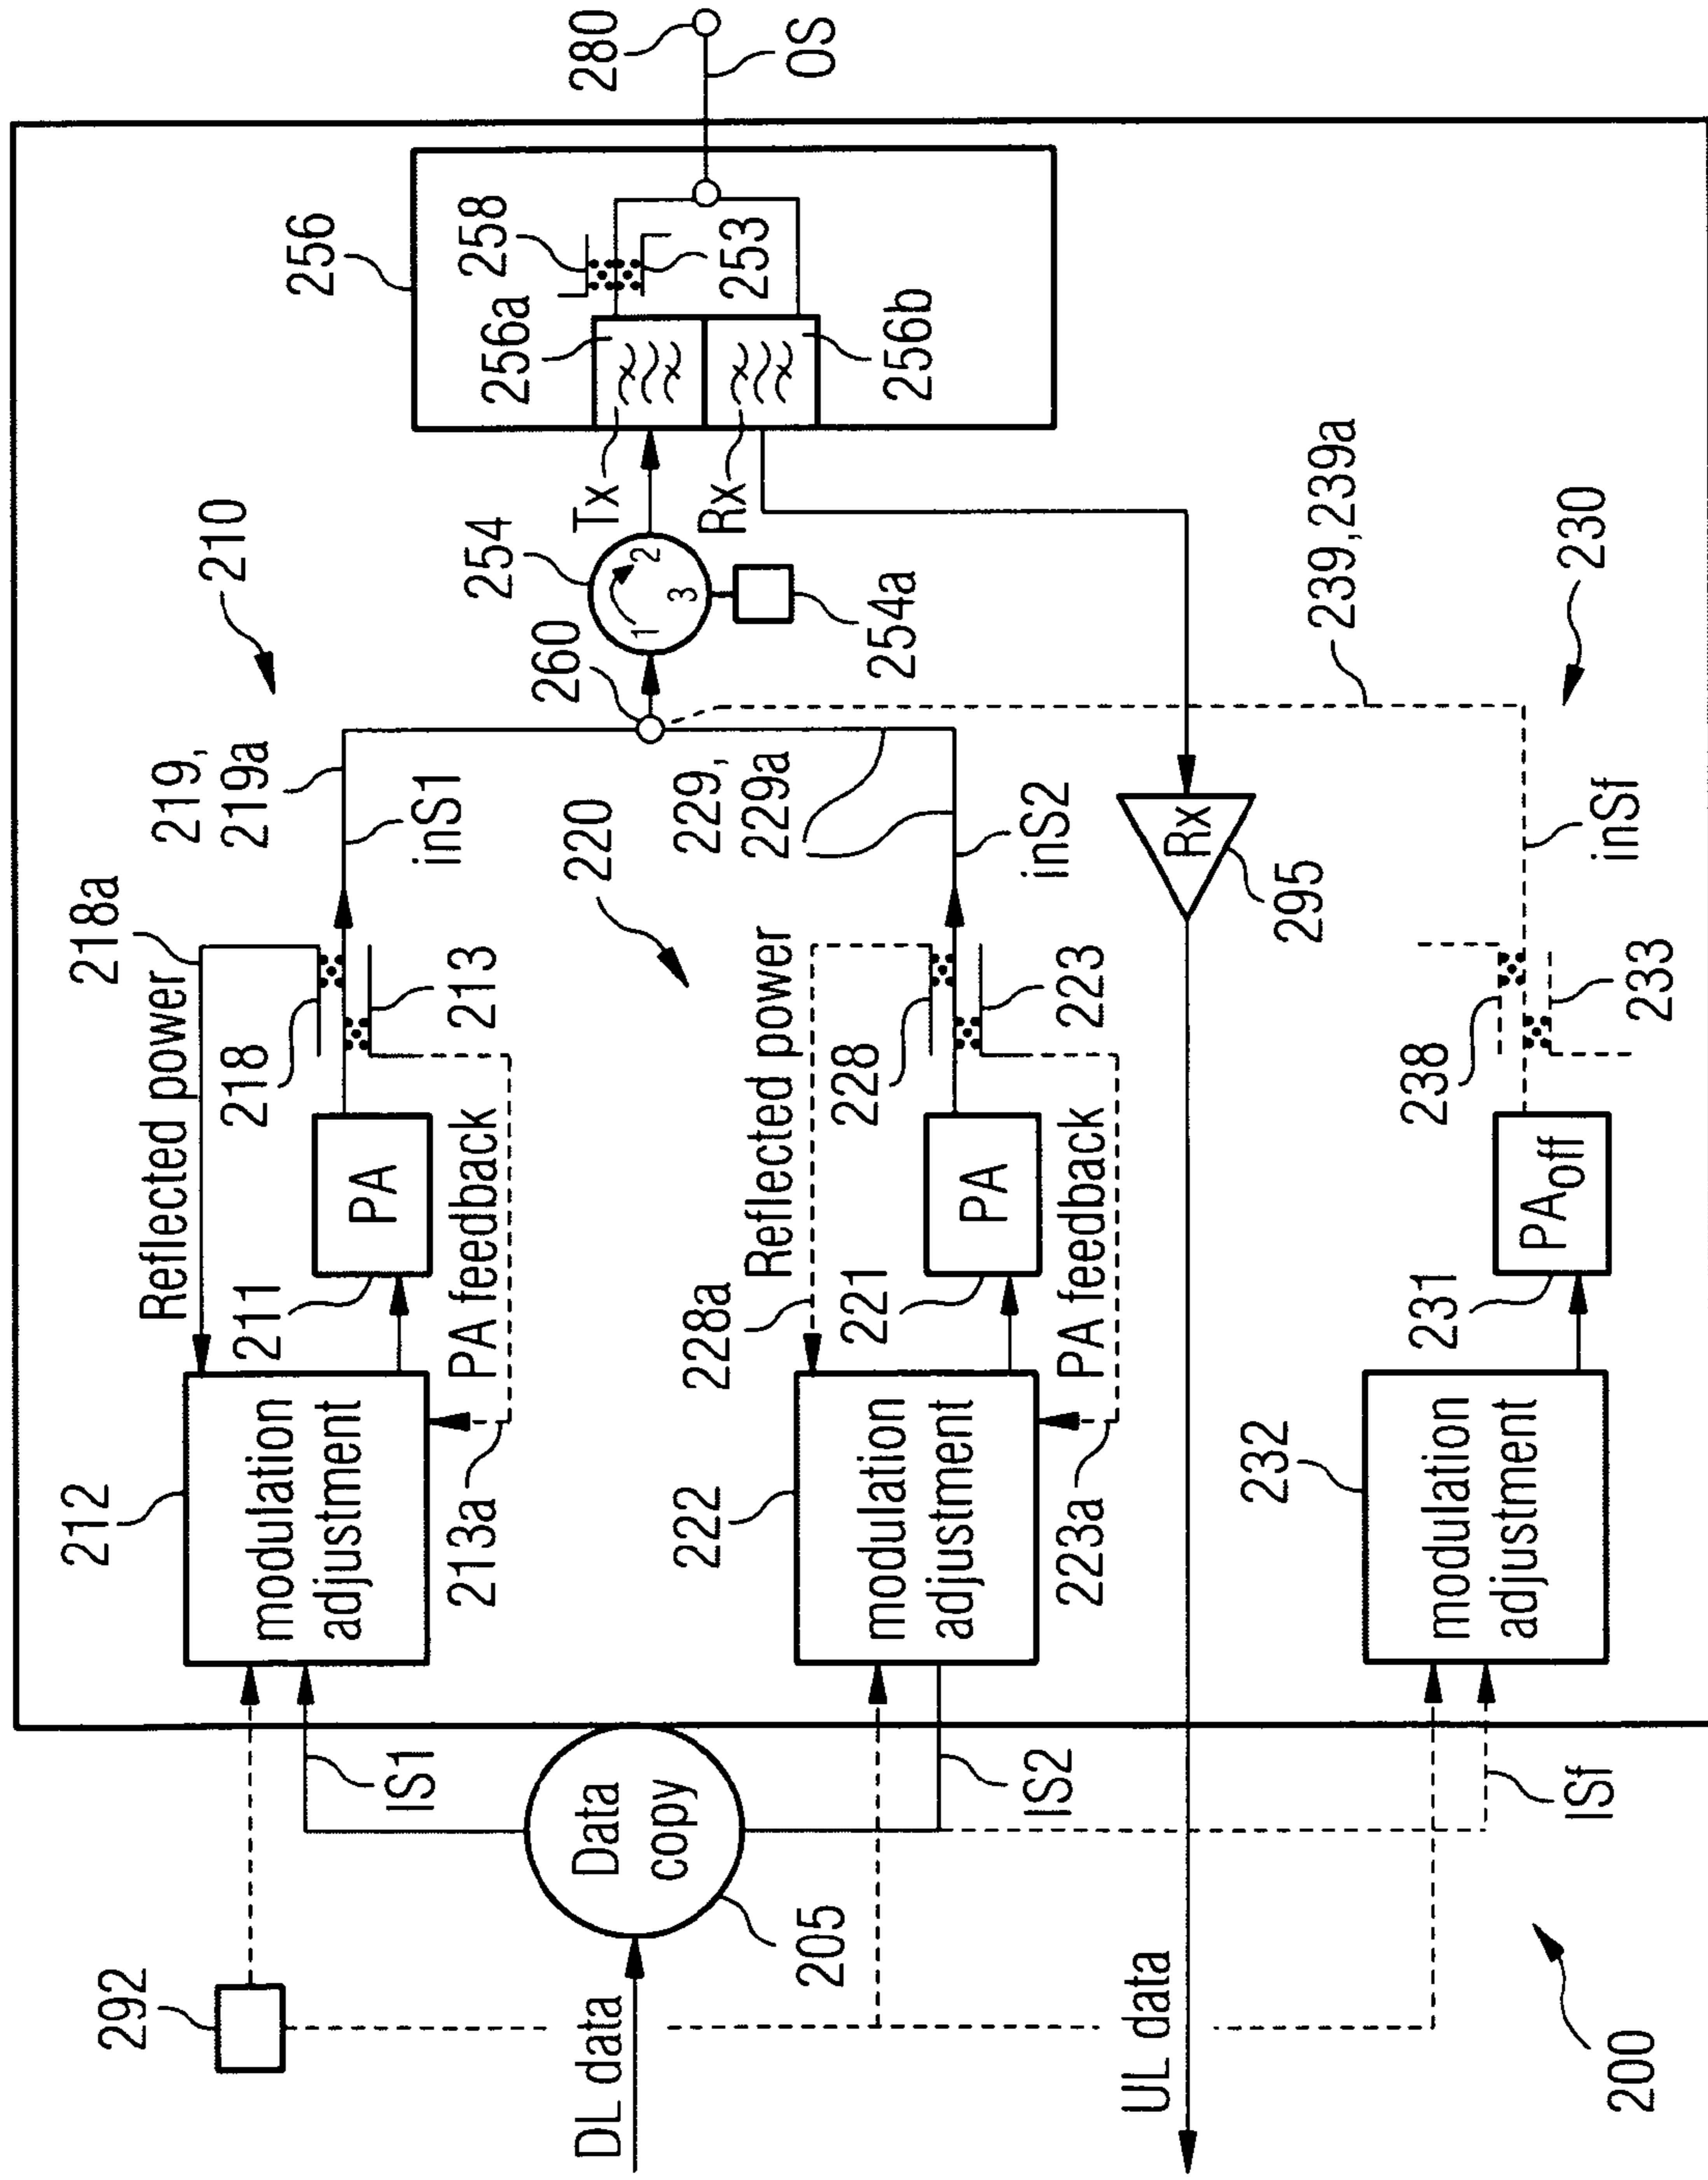 292
DL data
UL data
200
205
Data
copy
IS1
IS2
ISf
212
modulation
adjustment
213a
222
modulation
adjustment
223a
232
modulation
adjustment
Reflected power
218a
211
PA
218
213
PA feedback
228a
Reflected power
221
PA
228
223
PA feedback
231
PAoff
238
233
219,
219a
inS1
210
220
229,
229a
inS2
Rx
295
inSf
239,239a
230
260
254
1
2
3
254a
Tx
Rx
256
256a
256b
258
253
280
OS